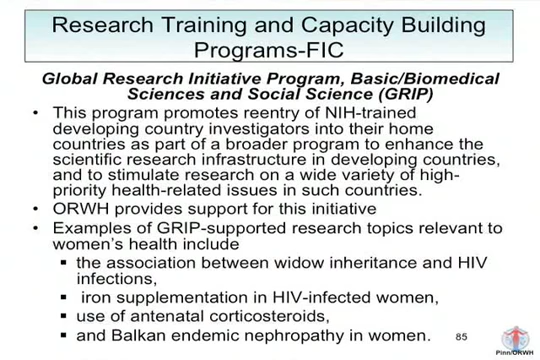 Research Training and Capacity Building
Programs-FIC
Global Research Initiative Program, Basic/Biomedical
Sciences and Social Science (GRIP)
• This program promotes reentry of NIH-trained
developing country investigators into their home
countries as part of a broader program to enhance the
scientific research infrastructure in developing countries,
and to stimulate research on a wide variety of high-
priority health-related issues in such countries.
• ORWH provides support for this initiative
• Examples of GRIP-supported research topics relevant to
women's health include
▪ the association between widow inheritance and HIV
infections,
▪ iron supplementation in HIV-infected women,
▪ use of antenatal corticosteroids,
▪ and Balkan endemic nephropathy in women. 85
Pinn/ORWH